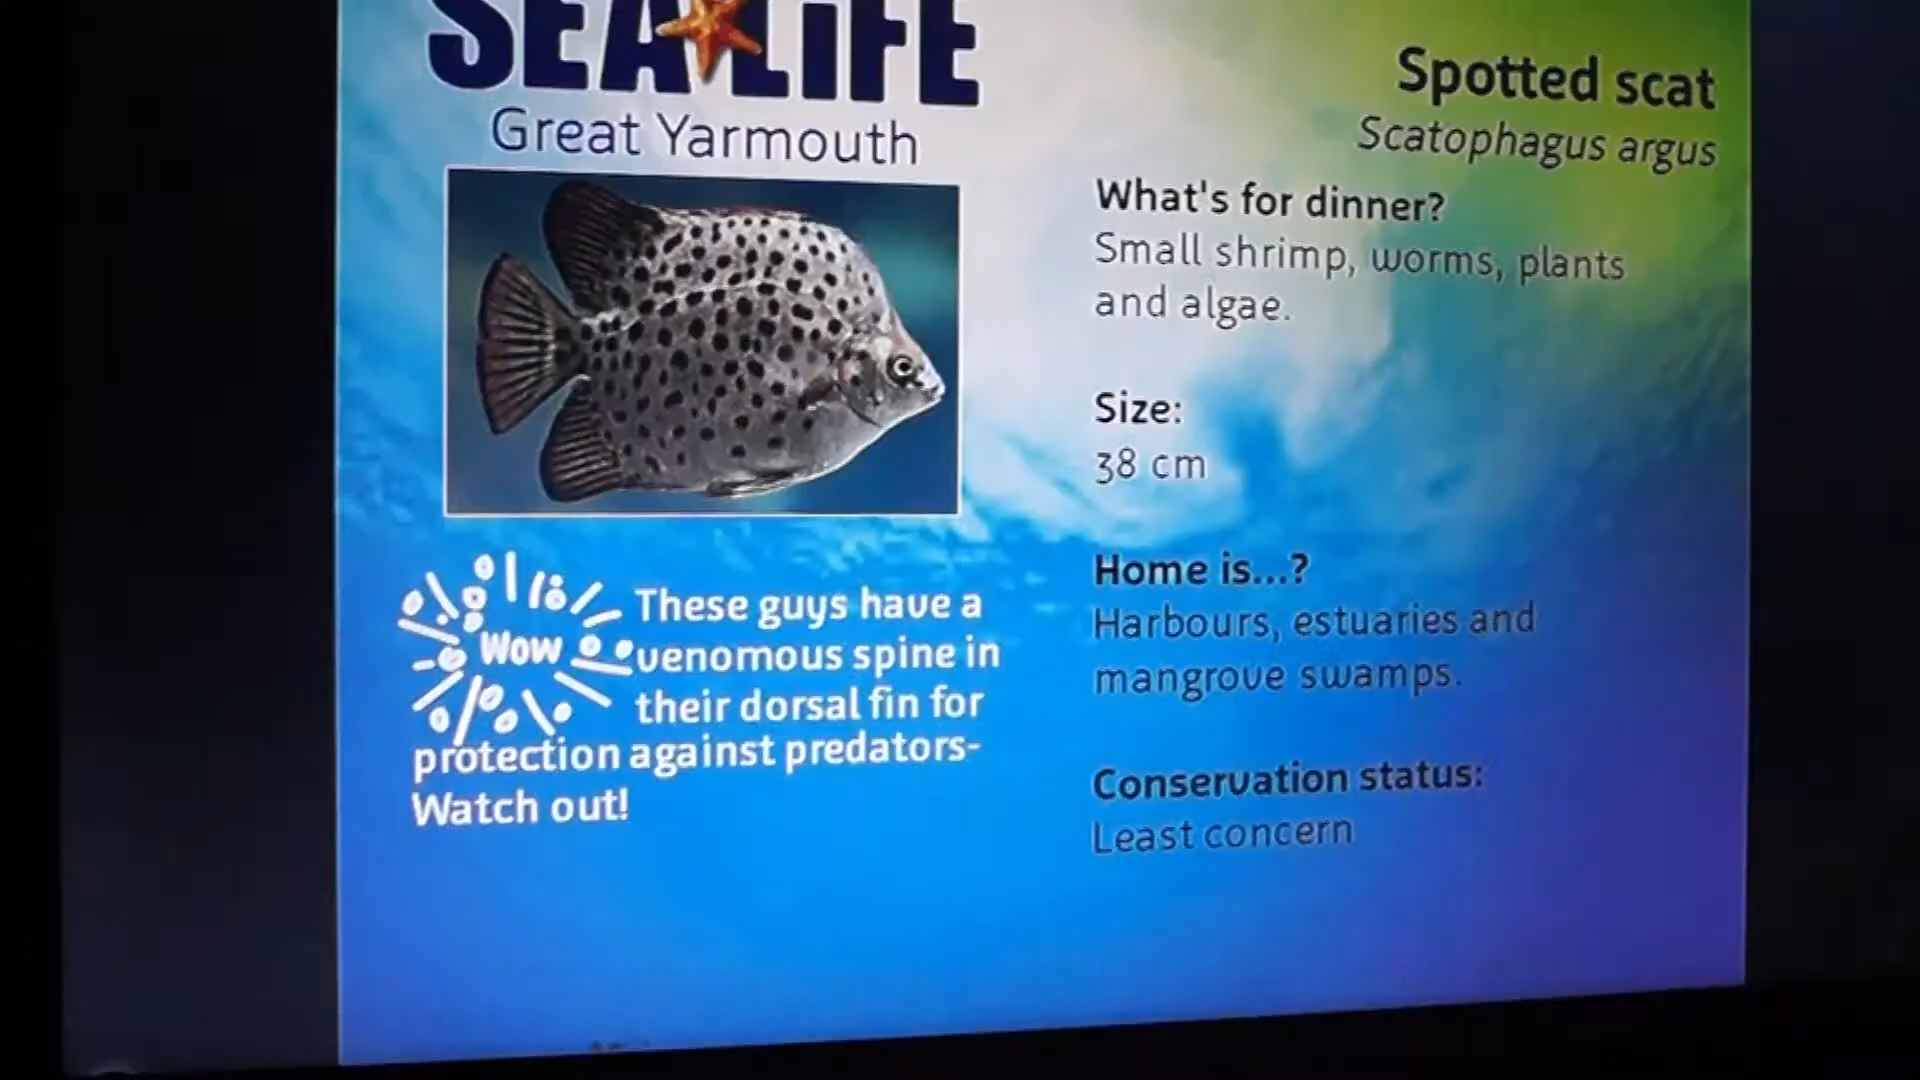 SEA LiFE
Great Yarmouth
Spotted scat
Scatophagus argus
What's for dinner?
Small shrimp, worms, plants
and algae.
Size:
38 cm
Home is...?
Harbours, estuaries and
mangrove swamps.
Conservation status:
Least concern
Wow
These guys have a
venomous spine in
their dorsal fin for
protection against predators-
Watch out!